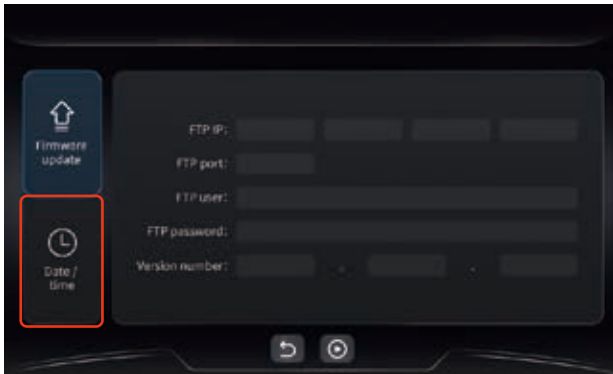 Firmware
update
Date /
time
FTP IP:
FTP port:
FTP user:
FTP password:
Version number:
. .